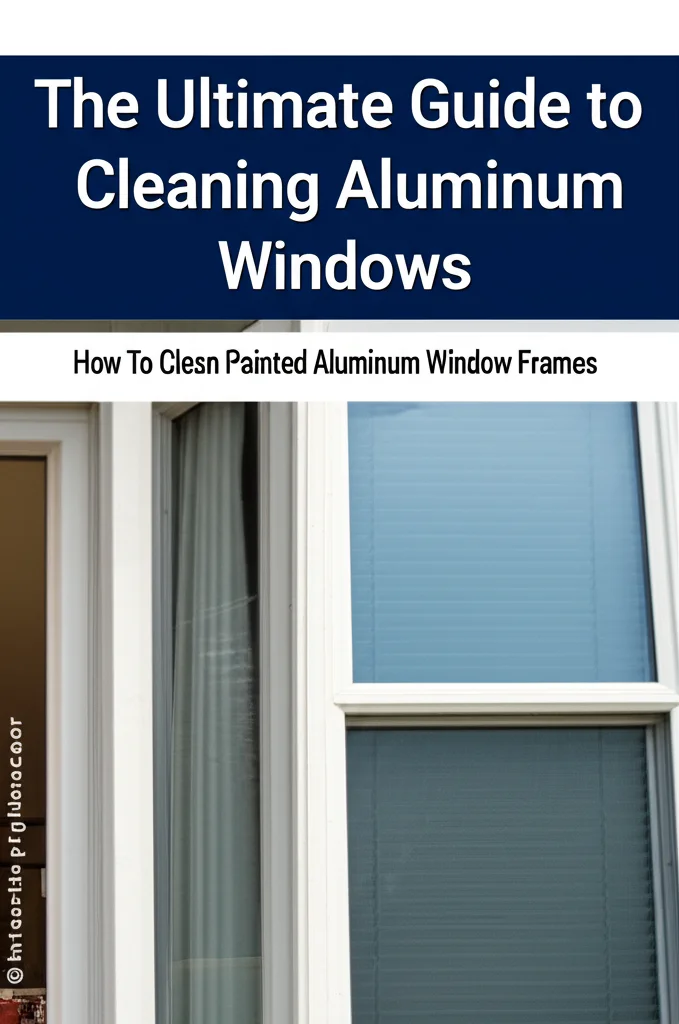 The Ultimate Guide to
Cleaning Aluminum
Windows
How To Clesn Painted Aluminum Window Frames